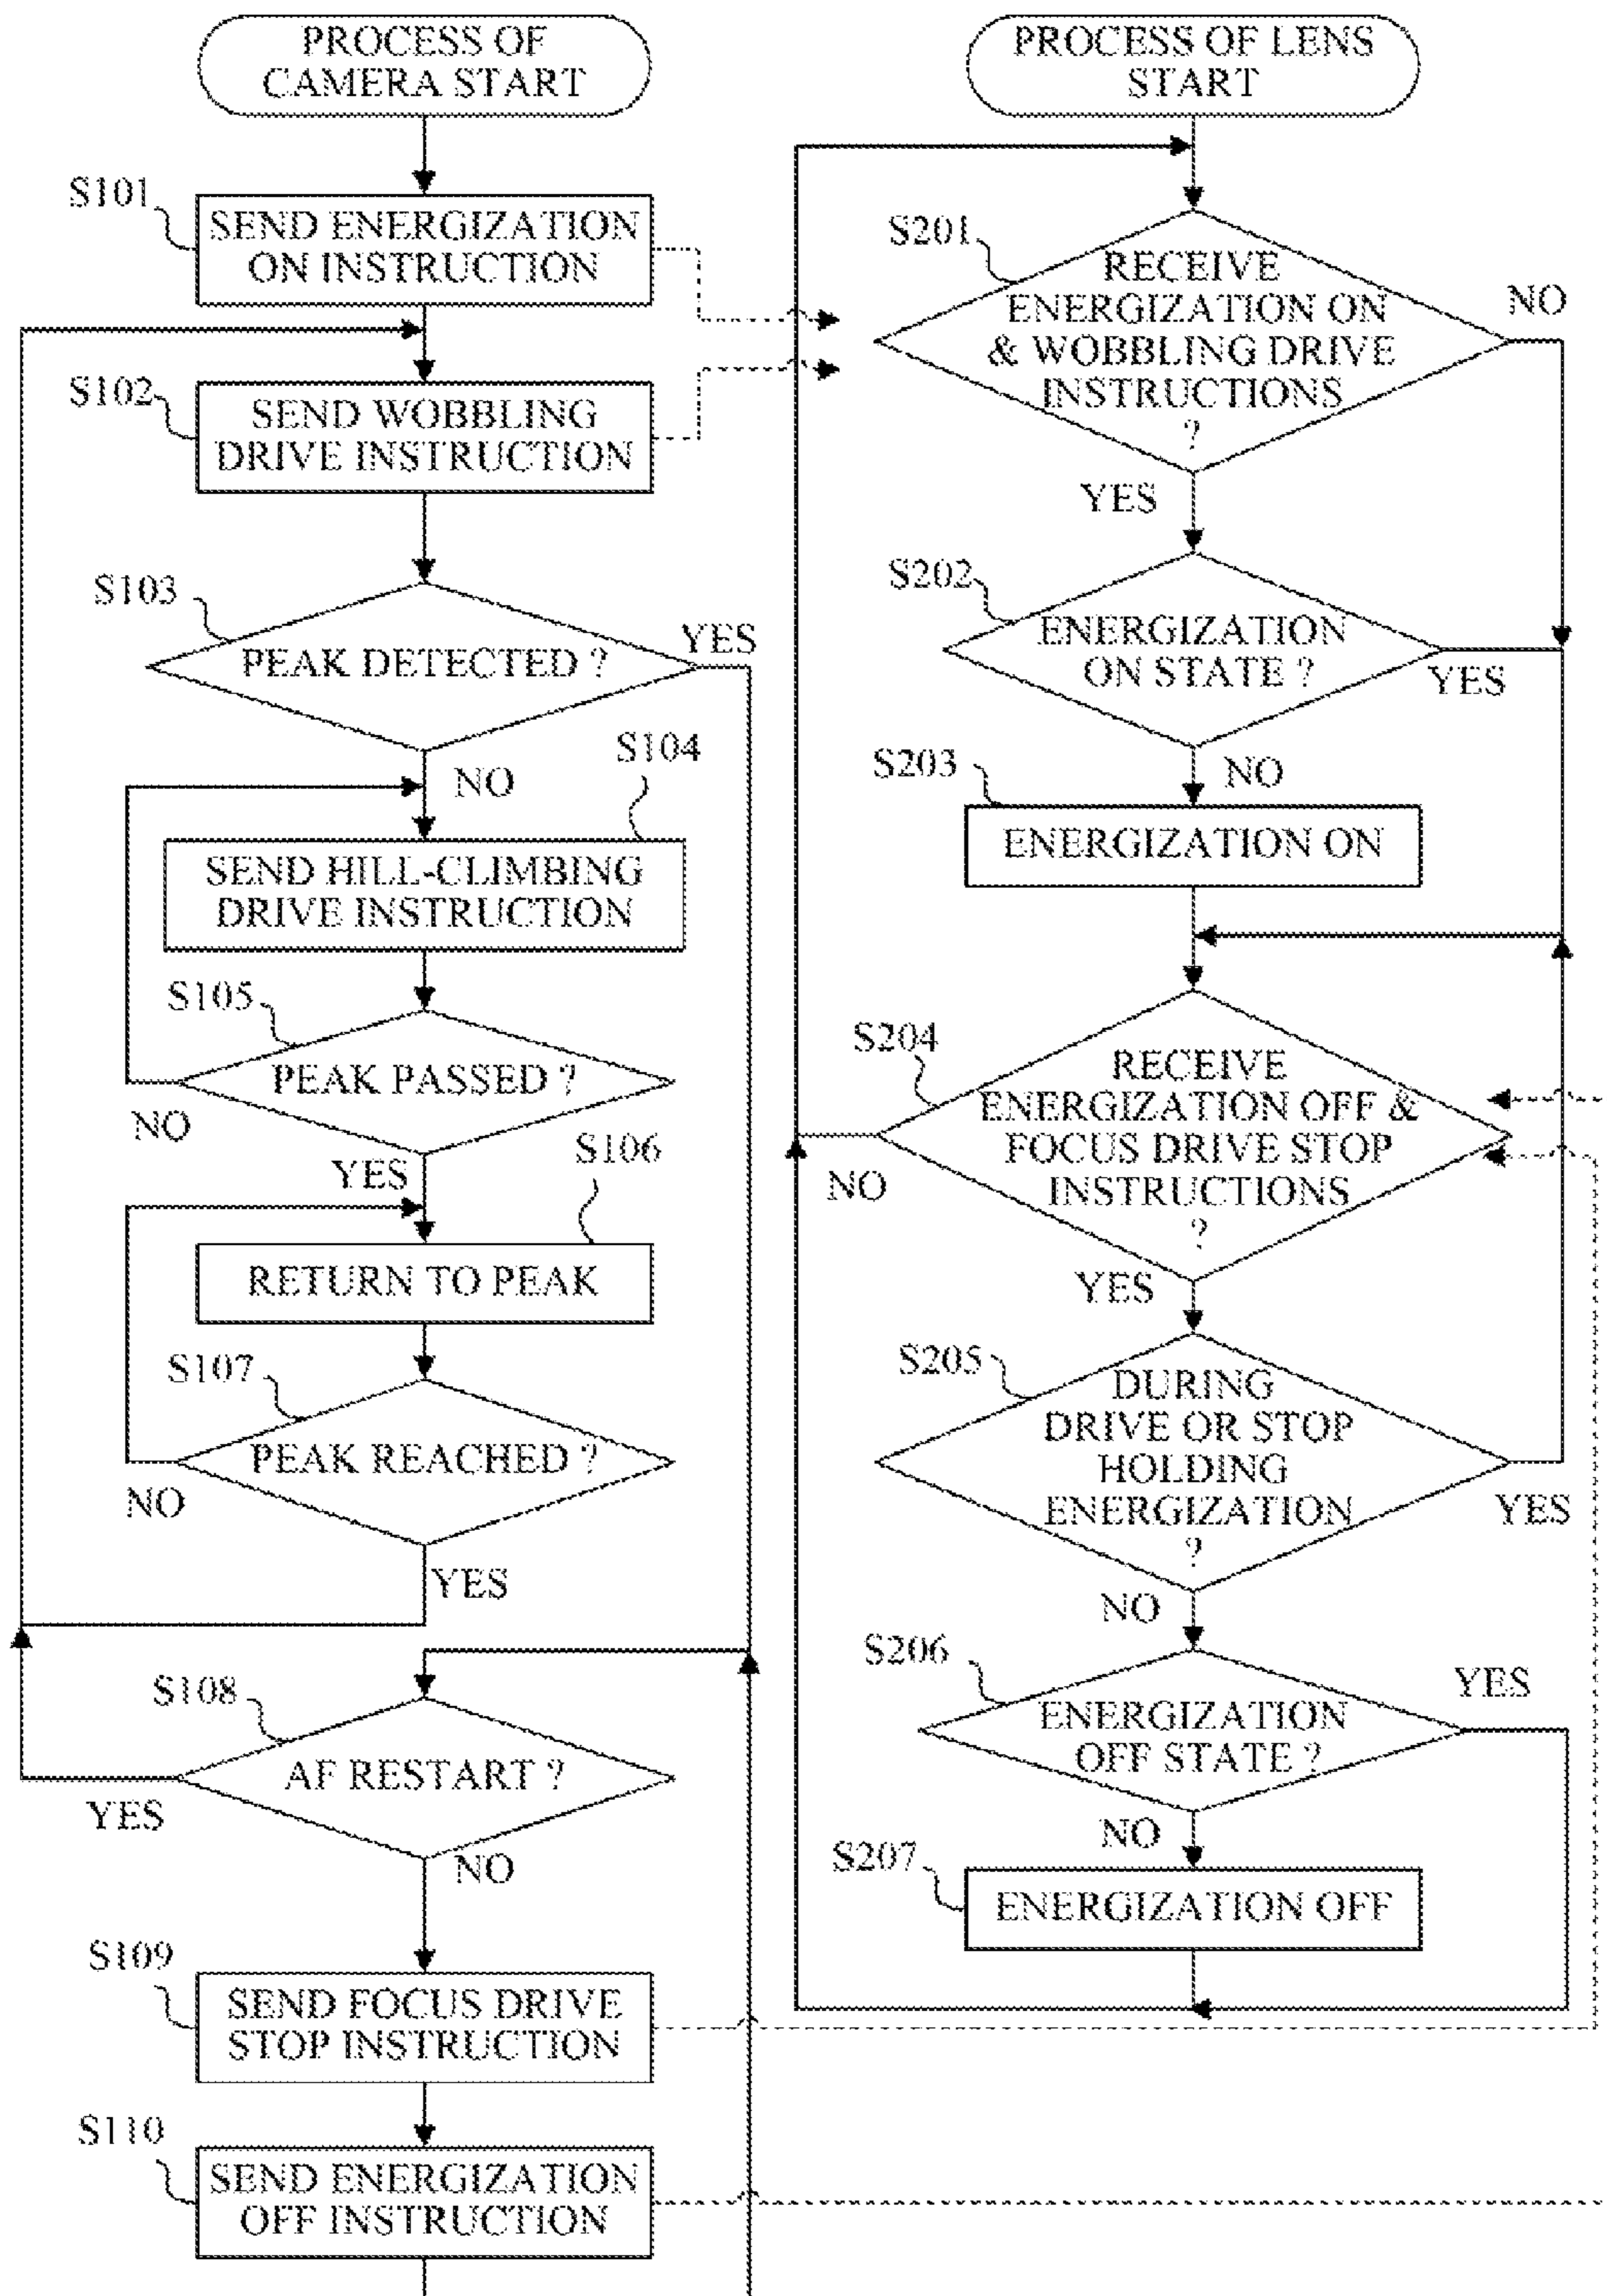 PROCESS OF
CAMERA START
S101
SEND ENERGIZATION
ON INSTRUCTION
S102
SEND WOBBLING
DRIVE INSTRUCTION
S103
PEAK DETECTED ?
YES
NO
S104
SEND HILL-CLIMBING
DRIVE INSTRUCTION
S105
PEAK PASSED ?
NO
YES
S106
RETURN TO PEAK
S107
PEAK REACHED ?
NO
YES
S108
AF RESTART ?
YES
NO
S109
SEND FOCUS DRIVE
STOP INSTRUCTION
S110
SEND ENERGIZATION
OFF INSTRUCTION
PROCESS OF LENS
START
S201
RECEIVE
ENERGIZATION ON
& WOBBLING DRIVE
INSTRUCTIONS
?
NO
YES
S202
ENERGIZATION
ON STATE ?
YES
NO
S203
ENERGIZATION ON
S204
RECEIVE
ENERGIZATION OFF &
FOCUS DRIVE STOP
INSTRUCTIONS
?
NO
YES
S205
DURING
DRIVE OR STOP
HOLDING
ENERGIZATION
?
YES
NO
S206
ENERGIZATION
OFF STATE ?
YES
NO
S207
ENERGIZATION OFF